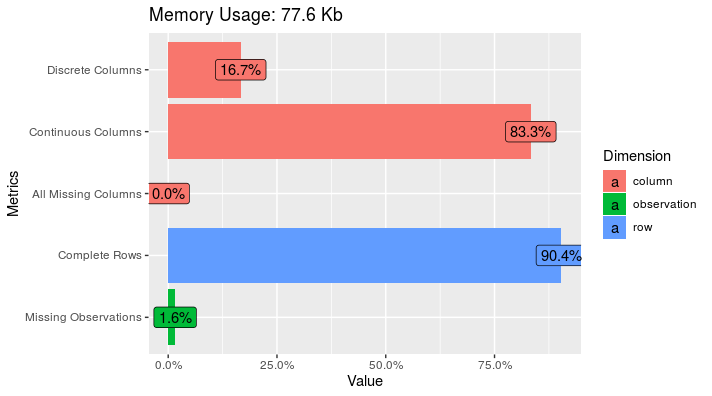 Memory Usage: 77.6 Kb
Metrics
Discrete Columns
16.7%
Continuous Columns
83.3%
All Missing Columns
0.0%
Complete Rows
90.4%
Missing Observations
1.6%
0.0%
25.0%
50.0%
75.0%
Value
Dimension
a column
a observation
a row